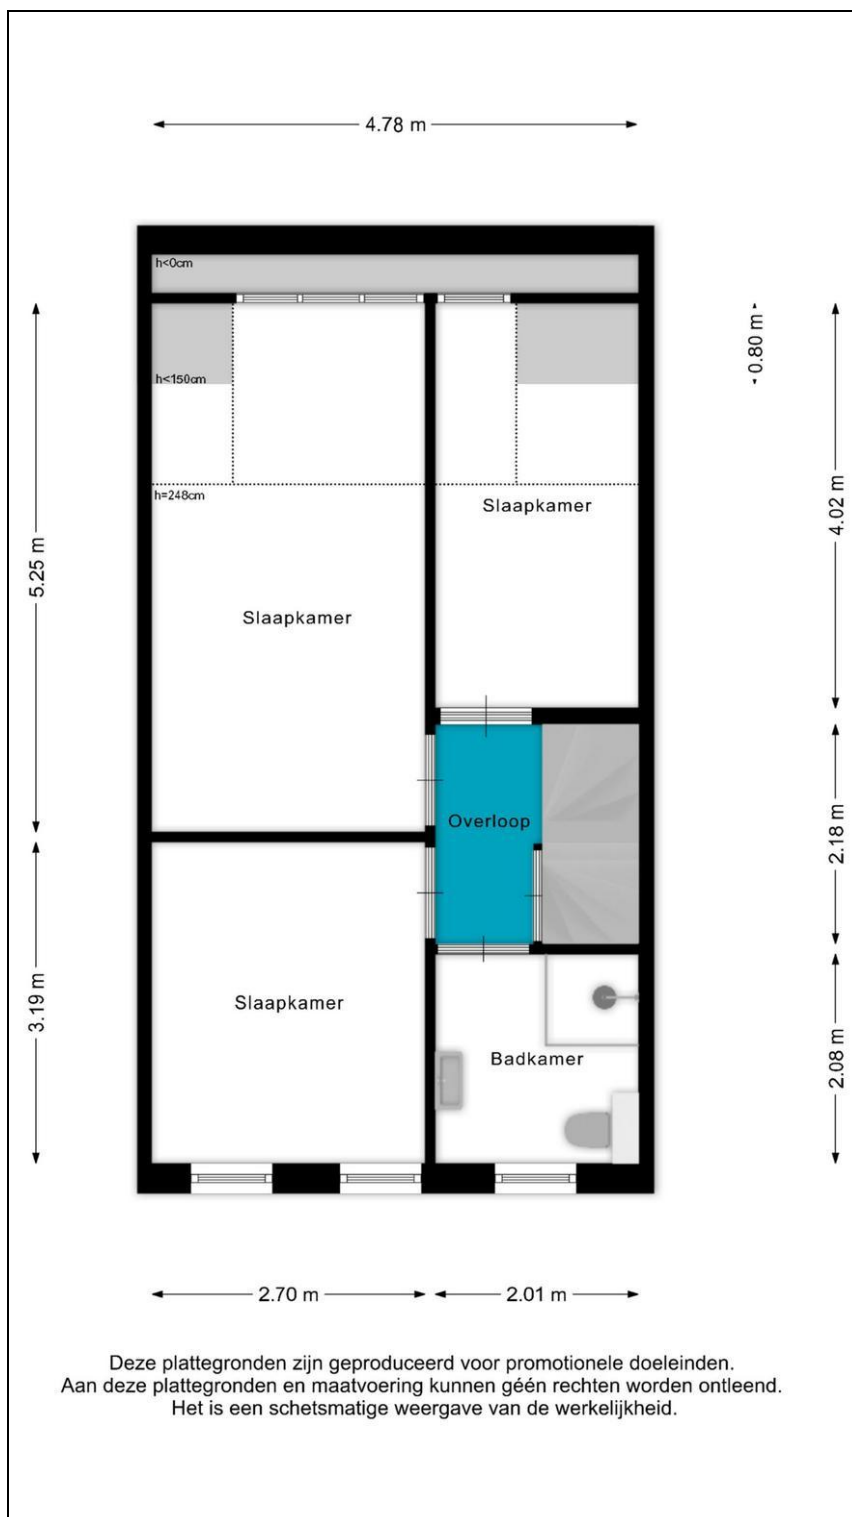 4.78 m
h<0cm
0.80 m
h<150cm
h=248cm
Slaapkamer
4.02 m
5.25 m
Slaapkamer
Overloop
2.18 m
Slaapkamer
3.19 m
Badkamer
2.08 m
2.70 m
2.01 m
Deze plattegronden zijn geproduceerd voor promotionele doeleinden.
Aan deze plattegronden en maatvoering kunnen géén rechten worden ontleend.
Het is een schetsmatige weergave van de werkelijkheid.